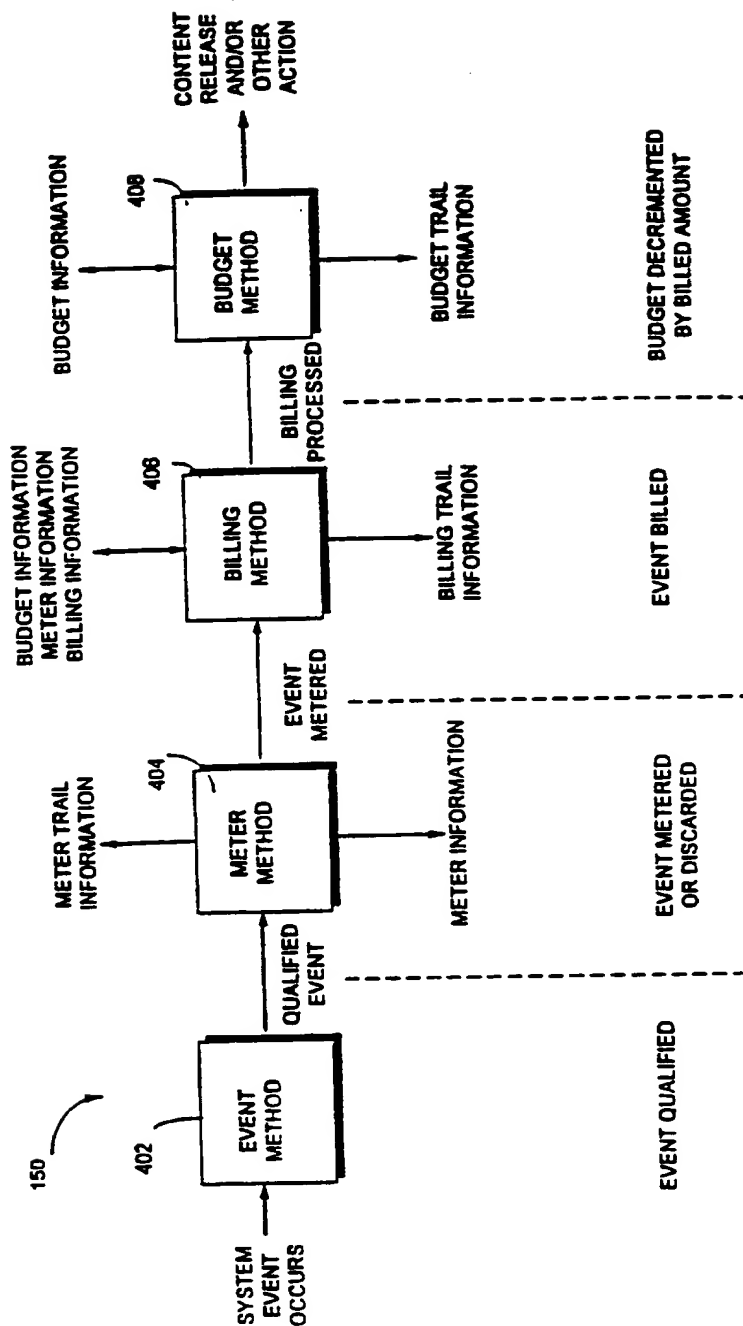 150
SYSTEM
EVENT
OCCURS
402
EVENT
METHOD
QUALIFIED
EVENT
EVENT QUALIFIED
METER TRAIL
INFORMATION
404
METER
METHOD
EVENT
METERED
METER INFORMATION
EVENT METERED
OR DISCARDED
BUDGET INFORMATION
METER INFORMATION
BILLING INFORMATION
406
BILLING
METHOD
BILLING
PROCESSED
BILLING TRAIL
INFORMATION
EVENT BILLED
BUDGET INFORMATION
408
BUDGET
METHOD
CONTENT
RELEASE
AND/OR
OTHER
ACTION
BUDGET TRAIL
INFORMATION
BUDGET DECREMENTED
BY BILLED AMOUNT